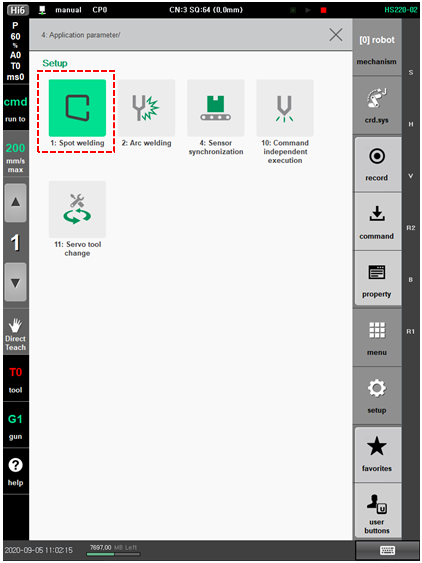 Hi6 manual CP0 CN:3 SQ:64 (0,0mm) HS220-02
P
60
%
A0
T0
ms0
cmd
run to
200
mm/s
max
1
Direct
Teach
T0
tool
G1
gun
?
help
4: Application parameter/
Setup
1: Spot welding
2: Arc welding
4: Sensor
synchronization
10: Command
independent
execution
11: Servo tool
change
[0] robot
mechanism
crd.sys
record
command
property
menu
setup
favorites
U
user
buttons
S
H
V
R2
B
R1
2020-09-05 11:02:15 7697,00 MB Left